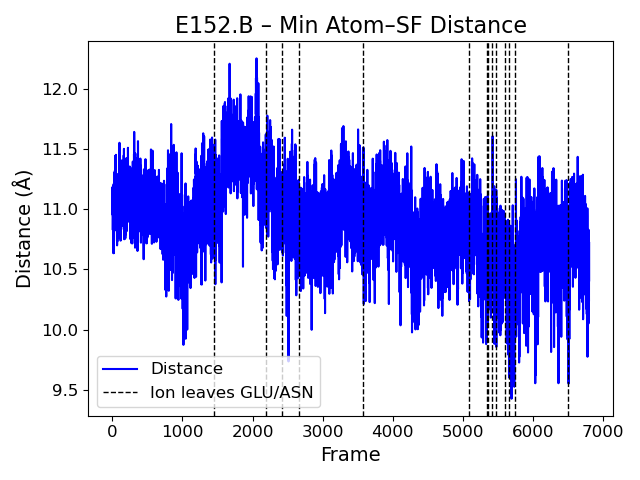 E152.B – Min Atom–SF Distance
Distance (Å)
12.0
11.5
11.0
10.5
10.0
9.5
Distance
Ion leaves GLU/ASN
0 1000 2000 3000 4000 5000 6000 7000
Frame